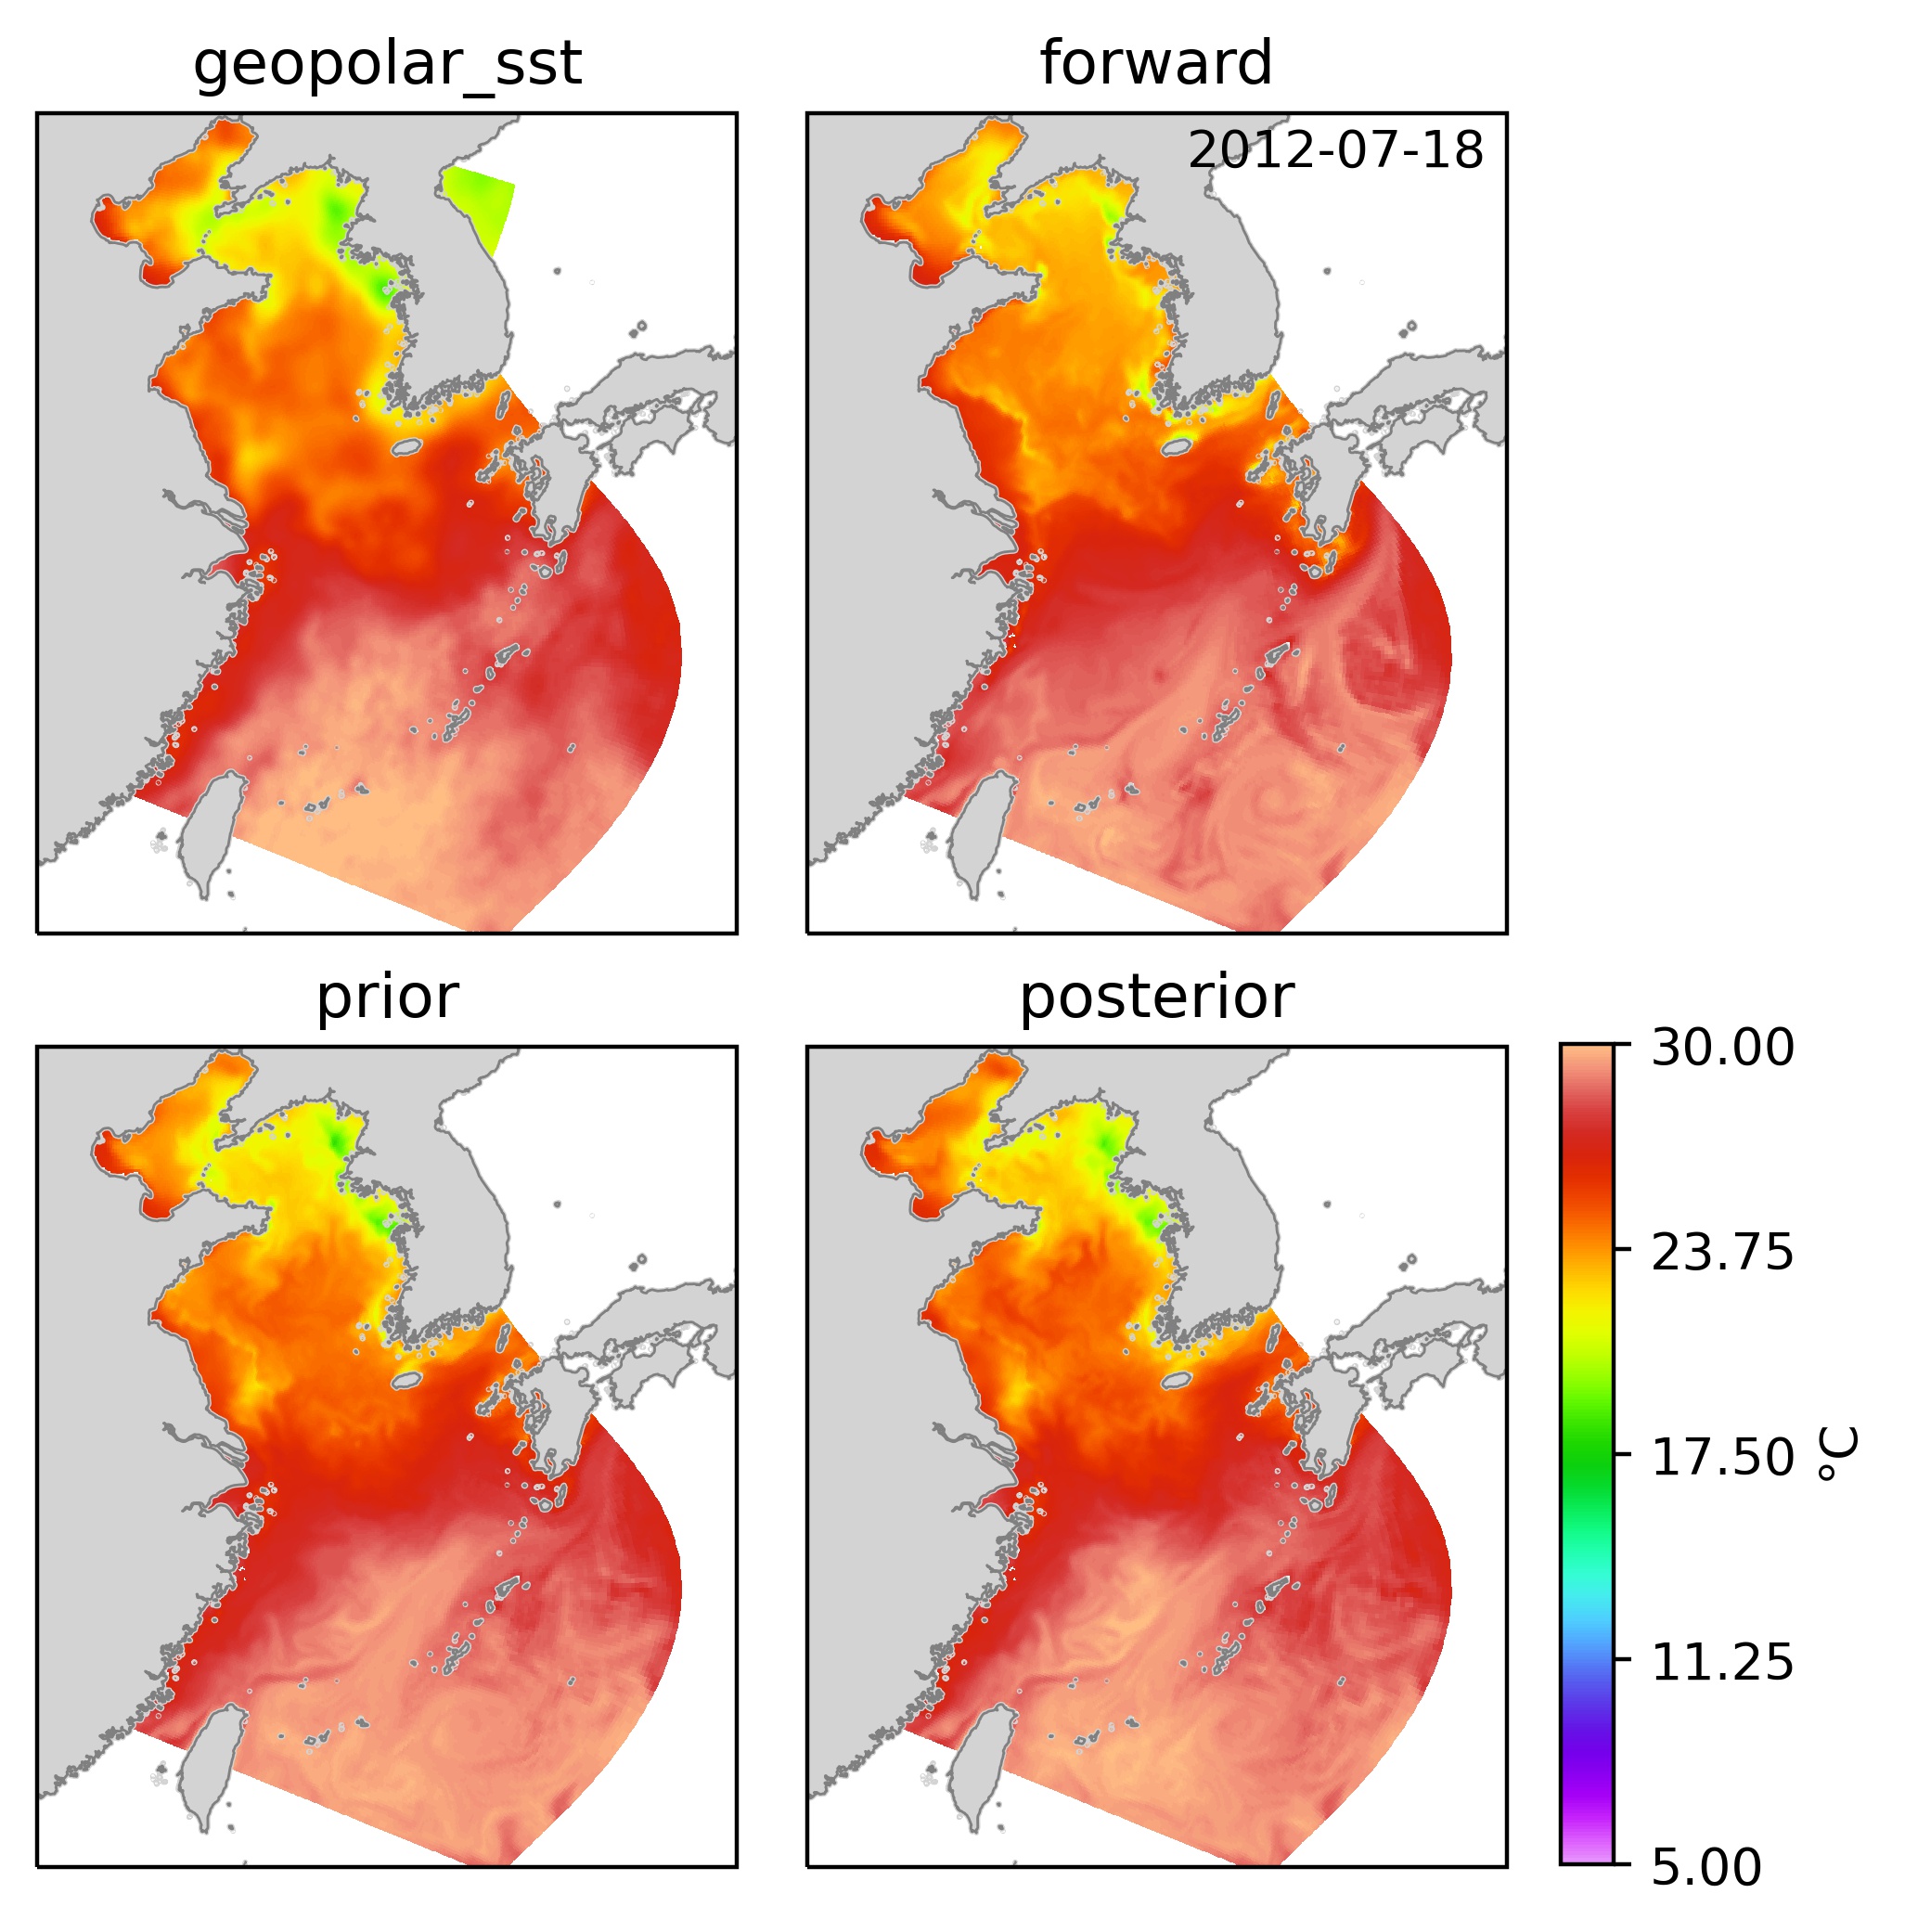 geopolar_sst
forward
2012-07-18
prior
posterior
30.00
23.75
17.50
11.25
5.00
°C